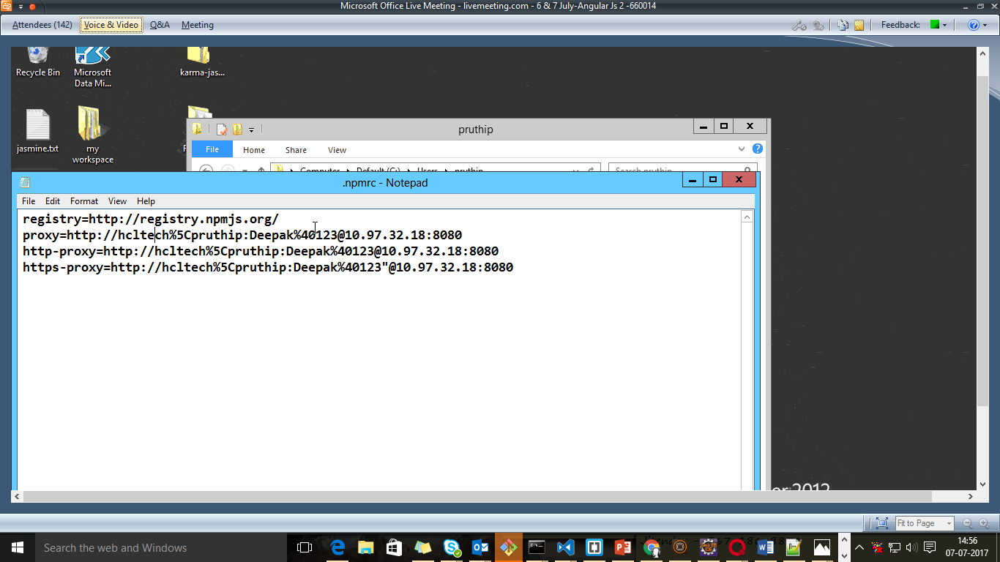 Microsoft Office Live Meeting - livemeeting.com - 6 & 7 July-Angular Js 2 -660014
Attendees (142) Voice & Video Q&A Meeting Feedback:
Recycle Bin
Microsoft
Data Mi...
karma-jas...
jasmine.txt
my
workspace
pruthip
File Home Share View
Computer Default (C:) Users pruthip Search pruthip
.npmrc - Notepad
File Edit Format View Help
registry=http://registry.npmjs.org/
proxy=http://hcltech%5Cpruthip:Deepak%40123@10.97.32.18:8080
http-proxy=http://hcltech%5Cpruthip:Deepak%40123@10.97.32.18:8080
https-proxy=http://hcltech%5Cpruthip:Deepak%40123"@10.97.32.18:8080
2012
Fit to Page
Search the web and Windows
14:56
07-07-2017